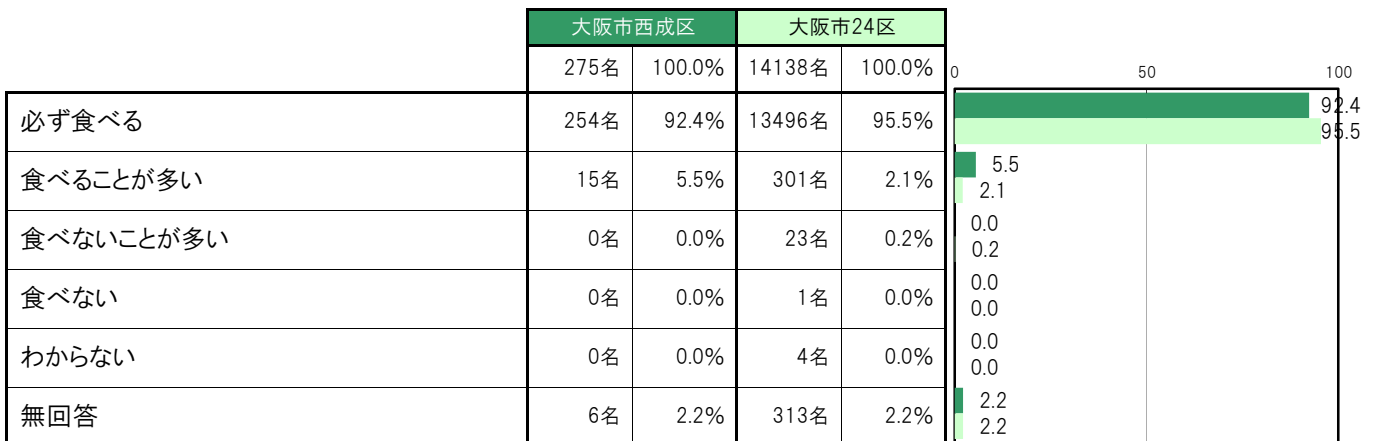 大阪市西成区 大阪市24区
275名 100.0% 14138名 100.0% 0 50 100
必ず食べる 254名 92.4% 13496名 95.5% 92.4
95.5
食べることが多い 15名 5.5% 301名 2.1% 5.5
2.1
食べないことが多い 0名 0.0% 23名 0.2% 0.0
0.2
食べない 0名 0.0% 1名 0.0% 0.0
0.0
わからない 0名 0.0% 4名 0.0% 0.0
0.0
無回答 6名 2.2% 313名 2.2% 2.2
2.2